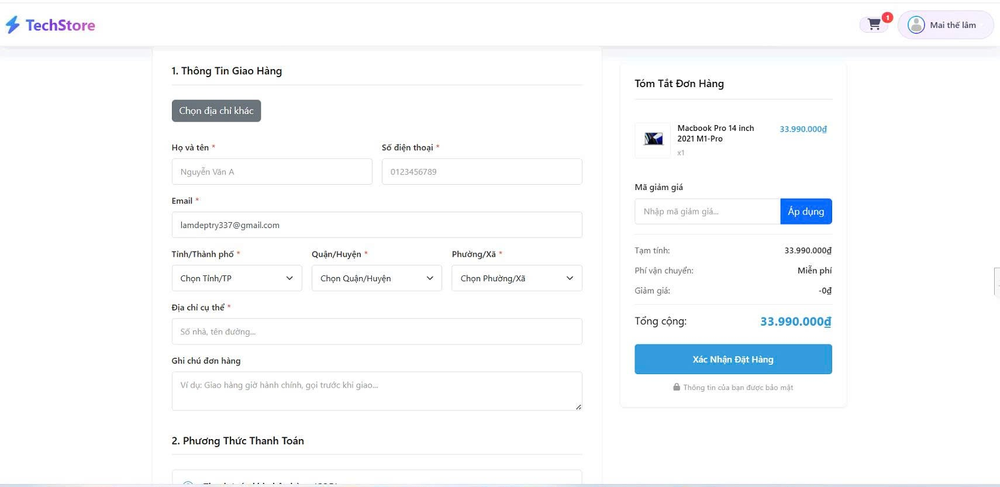 TechStore
1
Mai thế lâm
1. Thông Tin Giao Hàng
Chọn địa chỉ khác
Họ và tên *
Số điện thoại *
Nguyễn Văn A
0123456789
Email *
lamdeptry337@gmail.com
Tỉnh/Thành phố *
Quận/Huyện *
Phường/Xã *
Chọn Tỉnh/TP
Chọn Quận/Huyện
Chọn Phường/Xã
Địa chỉ cụ thể *
Số nhà, tên đường...
Ghi chú đơn hàng
Ví dụ: Giao hàng giờ hành chính, gọi trước khi giao...
2. Phương Thức Thanh Toán
Tóm Tắt Đơn Hàng
Macbook Pro 14 inch
2021 M1-Pro
33.990.000₫
x1
Mã giảm giá
Nhập mã giảm giá...
Áp dụng
Tạm tính:
33.990.000₫
Phí vận chuyển:
Miễn phí
Giảm giá:
-0₫
Tổng cộng:
33.990.000₫
Xác Nhận Đặt Hàng
Thông tin của bạn được bảo mật